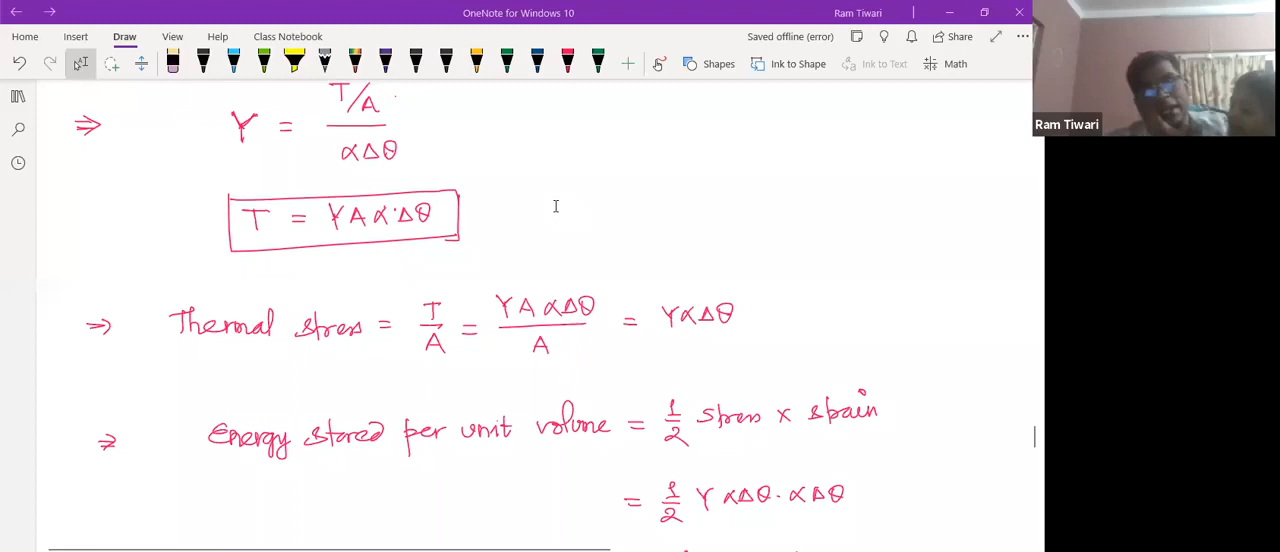 OneNote for Windows 10
Ram Tiwari
Home Insert Draw View Help Class Notebook
Saved offline (error)
Share
Shapes
Ink to Shape
Ink to Text
Math
Ram Tiwari
⇒ Y = T/A / αΔθ
T = YAα·Δθ
⇒ Thermal stress = T/A = YAαΔθ/A = YαΔθ
⇒ Energy stored per unit volume = 1/2 stress × strain
= 1/2 YαΔθ·αΔθ